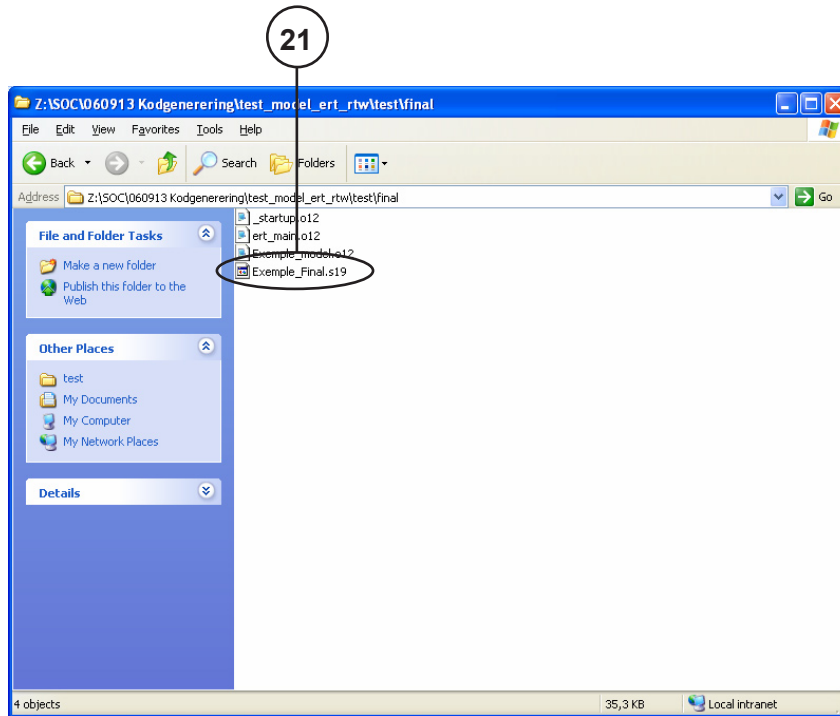 21
Z:\SOC\060913 Kodgenerering\test_model_ert_rtw\test\final
File Edit View Favorites Tools Help
Back Search Folders
Address Z:\SOC\060913 Kodgenerering\test_model_ert_rtw\test\final Go
File and Folder Tasks
Make a new folder
Publish this folder to the
Web
Other Places
test
My Documents
My Computer
My Network Places
Details
_startup.o12
ert_main.o12
Exemple_model.o12
Exemple_Final.s19
4 objects 35,3 KB Local intranet